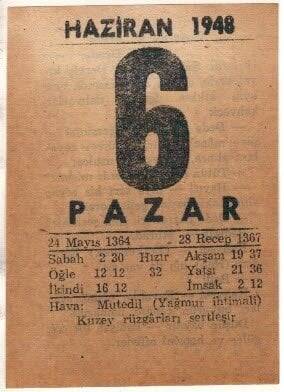 HAZİRAN 1948
6
PAZAR
24 Mayıs 1364 28 Recep 1367
Sabah 2 30 Hızır Akşam 19 37
Oğle 12 12 32 Yatsı 21 36
İkindi 16 12 İmsak 2 12
Hava: Mutedil (Yağmur ihtimali)
Kuzey rüzgârları sertleşir